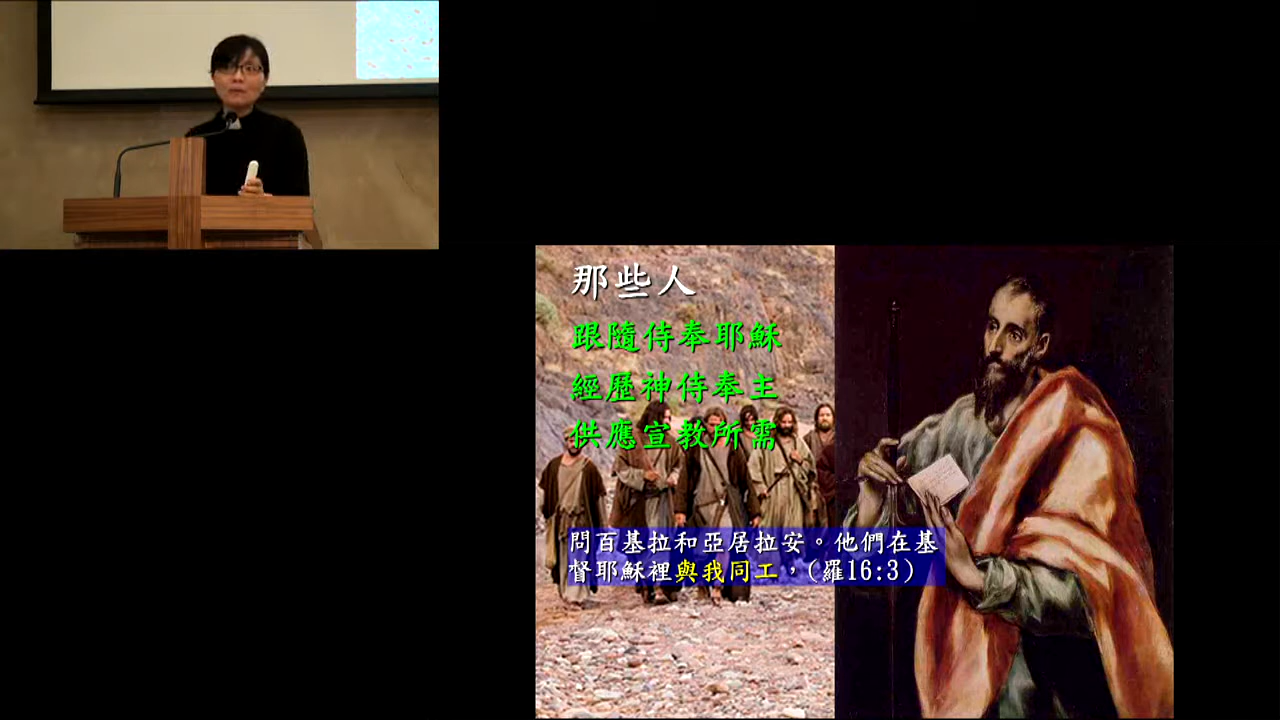 那些人
跟隨侍奉耶穌
經歷神侍奉主
供應宣教所需
問百基拉和亞居拉安。他們在基
督耶穌裡與我同工，(羅16:3)